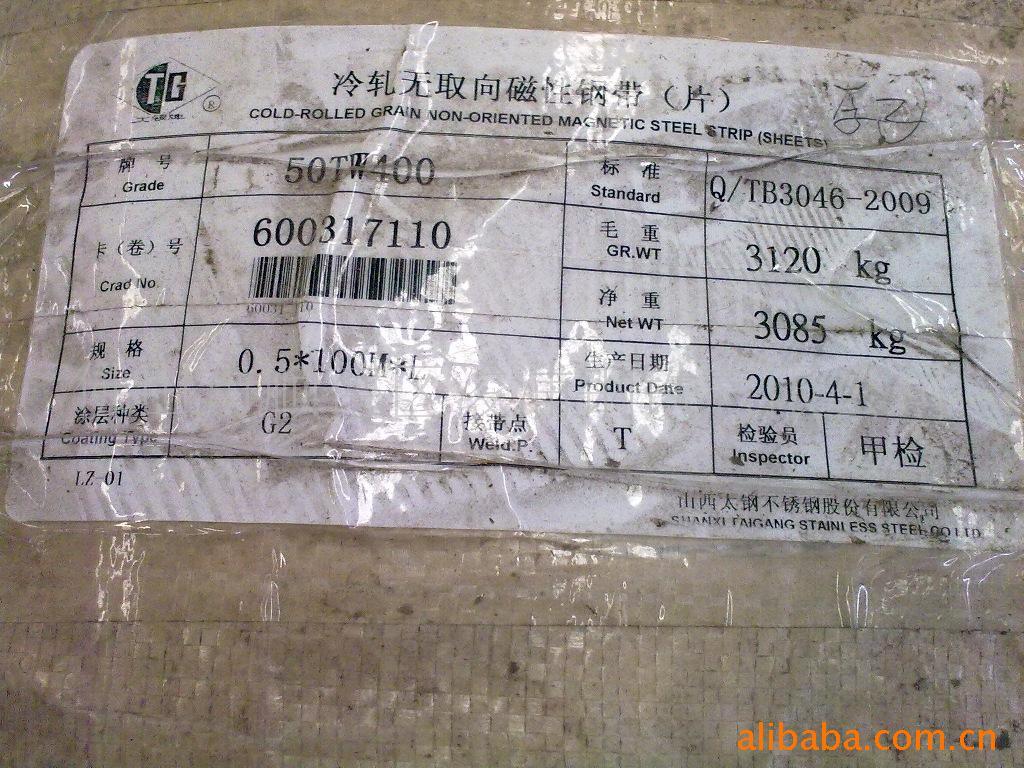 TG
®
冷轧无取向磁性钢带（片）
COLD-ROLLED GRAIN NON-ORIENTED MAGNETIC STEEL STRIP (SHEETS)
牌 号 50TW400 标 准 Q/TB3046-2009
Grade Standard
卡（卷）号 600317110 毛 重 3120 kg
Crad No. GR.WT
净 重 3085 kg
Net WT
规 格 0.5*100M*L 生产日期 2010-4-1
Size Product Date
涂层种类 G2 接带点 T 检验员 甲检
Coating Type Weld.P. Inspector
LZ-01
山西太钢不锈钢股份有限公司
SHANXI TAIGANG STAINLESS STEEL CO LTD
alibaba.com.cn